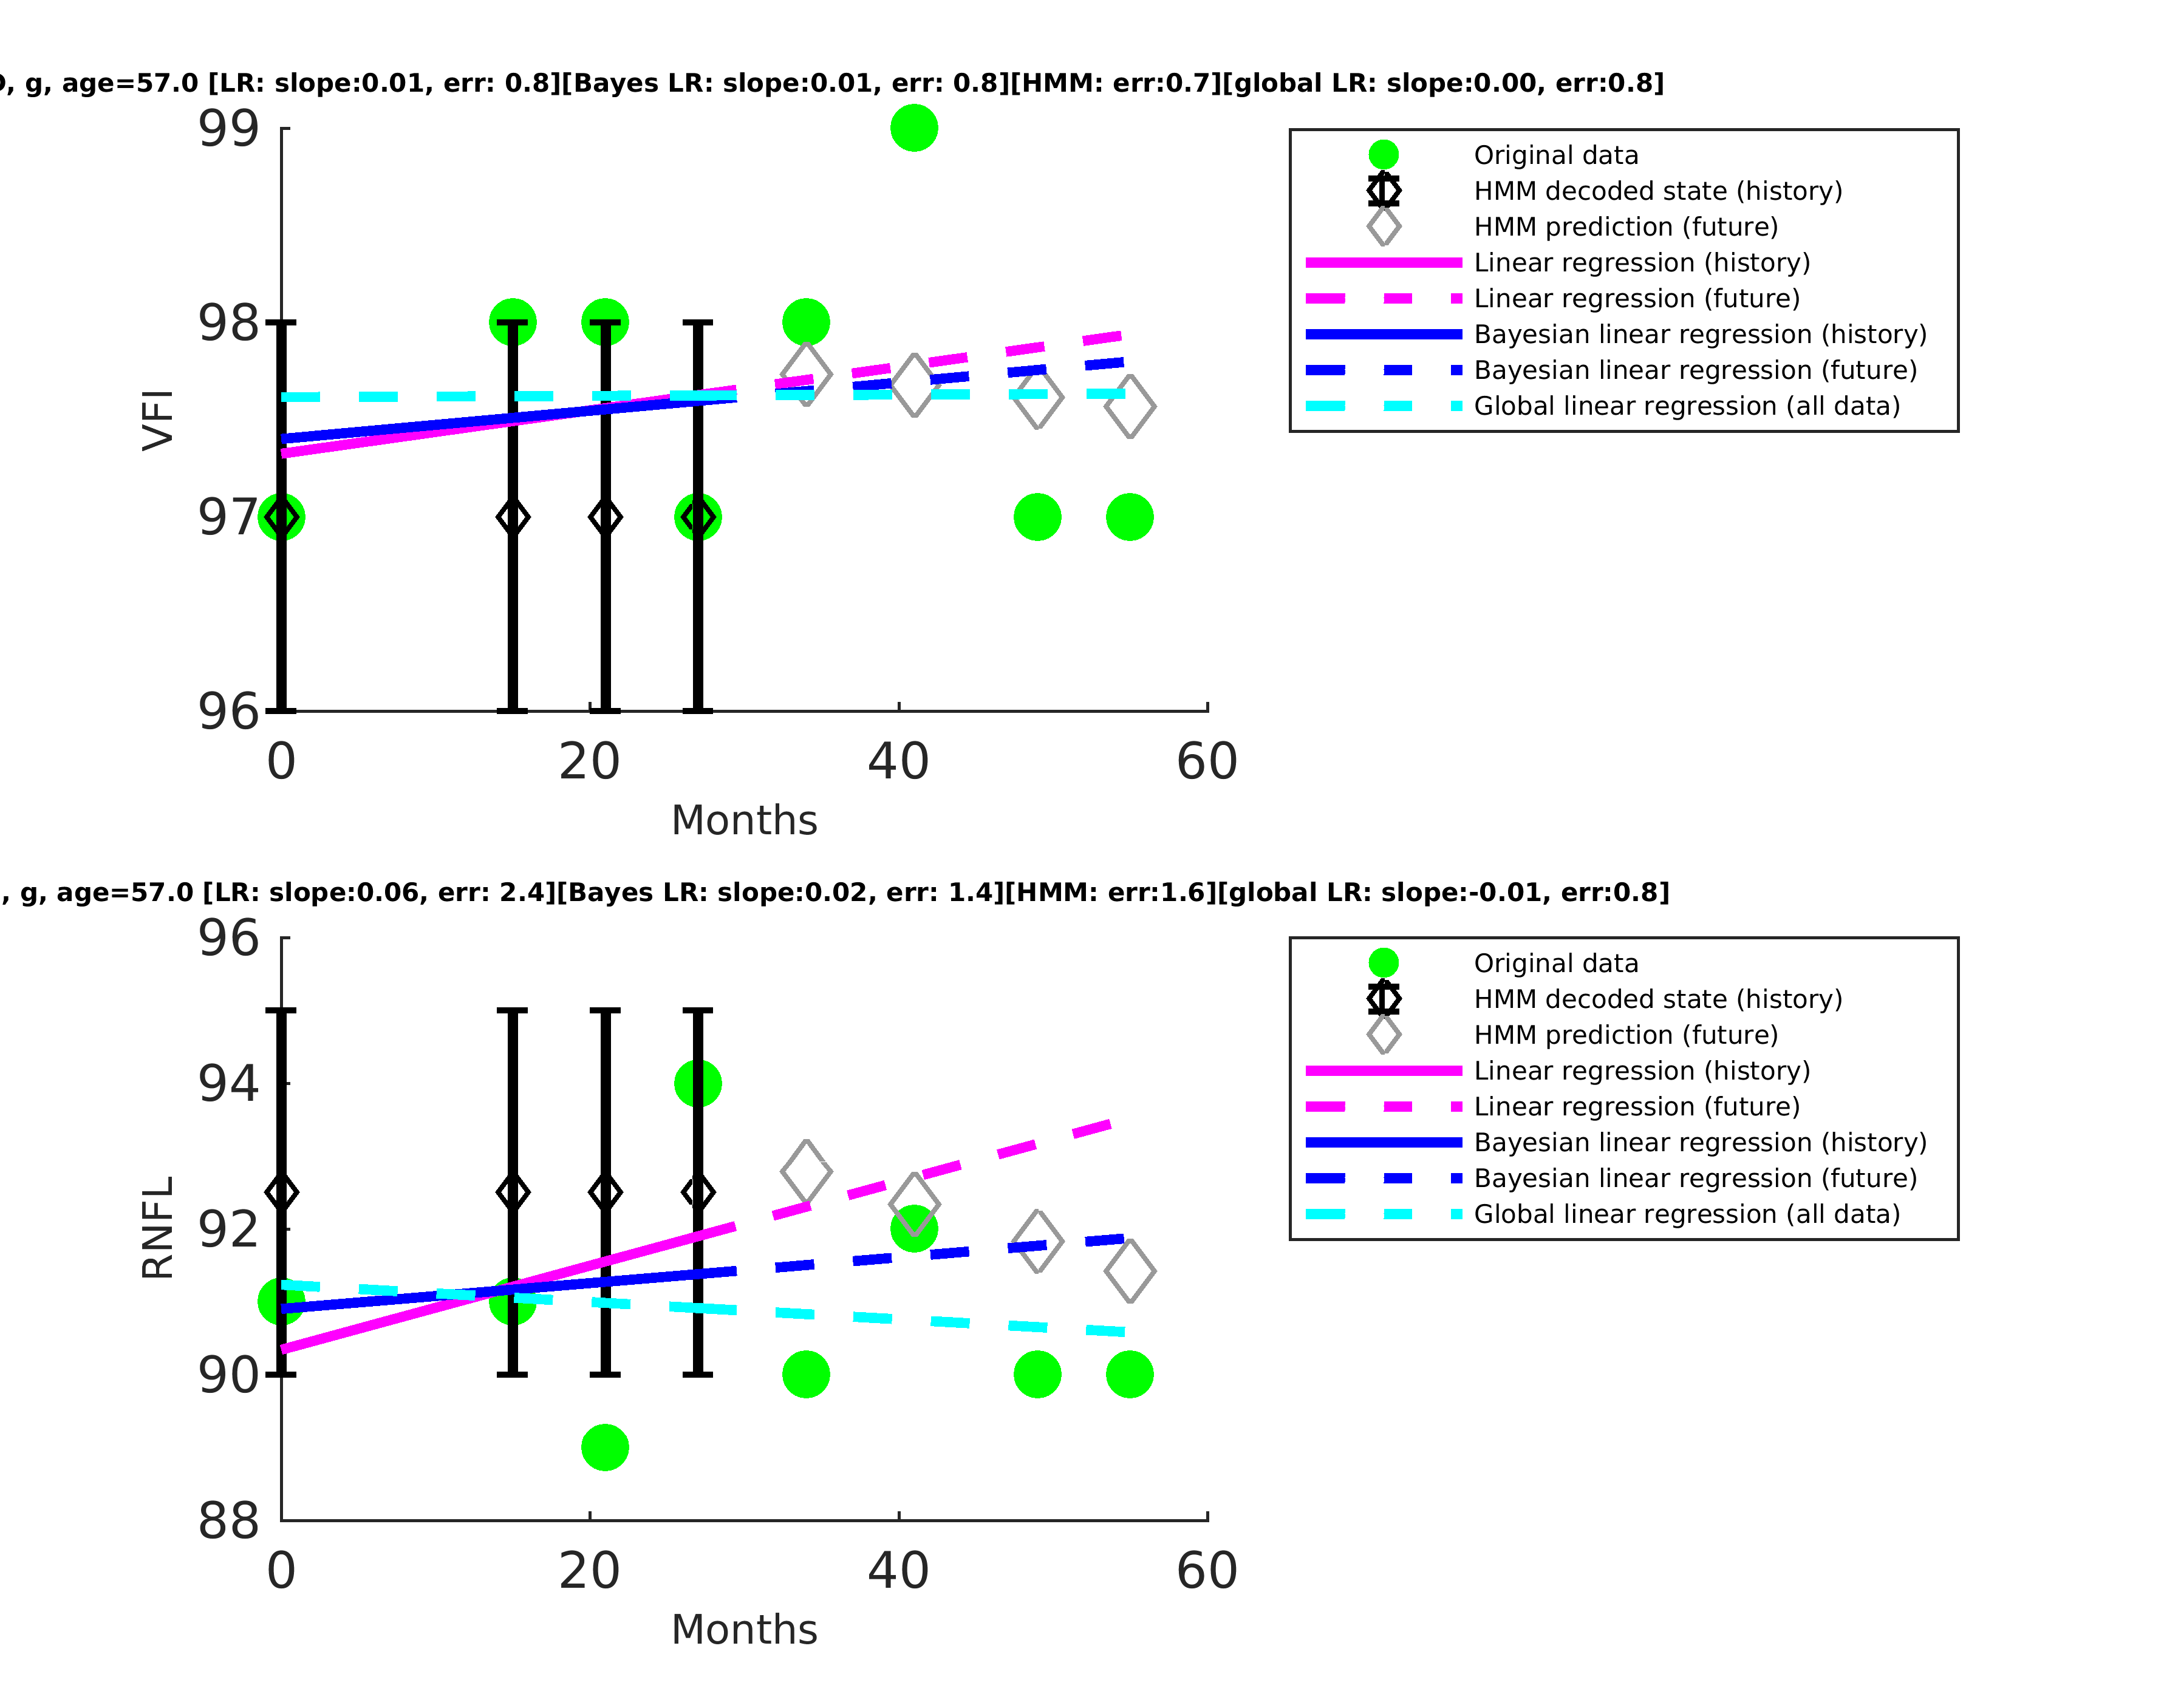 , g, age=57.0 [LR: slope:0.01, err: 0.8][Bayes LR: slope:0.01, err: 0.8][HMM: err:0.7][global LR: slope:0.00, err:0.8]
99
98
97
96
VFI
0 20 40 60
Months
Original data
HMM decoded state (history)
HMM prediction (future)
Linear regression (history)
Linear regression (future)
Bayesian linear regression (history)
Bayesian linear regression (future)
Global linear regression (all data)
, g, age=57.0 [LR: slope:0.06, err: 2.4][Bayes LR: slope:0.02, err: 1.4][HMM: err:1.6][global LR: slope:-0.01, err:0.8]
96
94
92
90
88
RNFL
0 20 40 60
Months
Original data
HMM decoded state (history)
HMM prediction (future)
Linear regression (history)
Linear regression (future)
Bayesian linear regression (history)
Bayesian linear regression (future)
Global linear regression (all data)